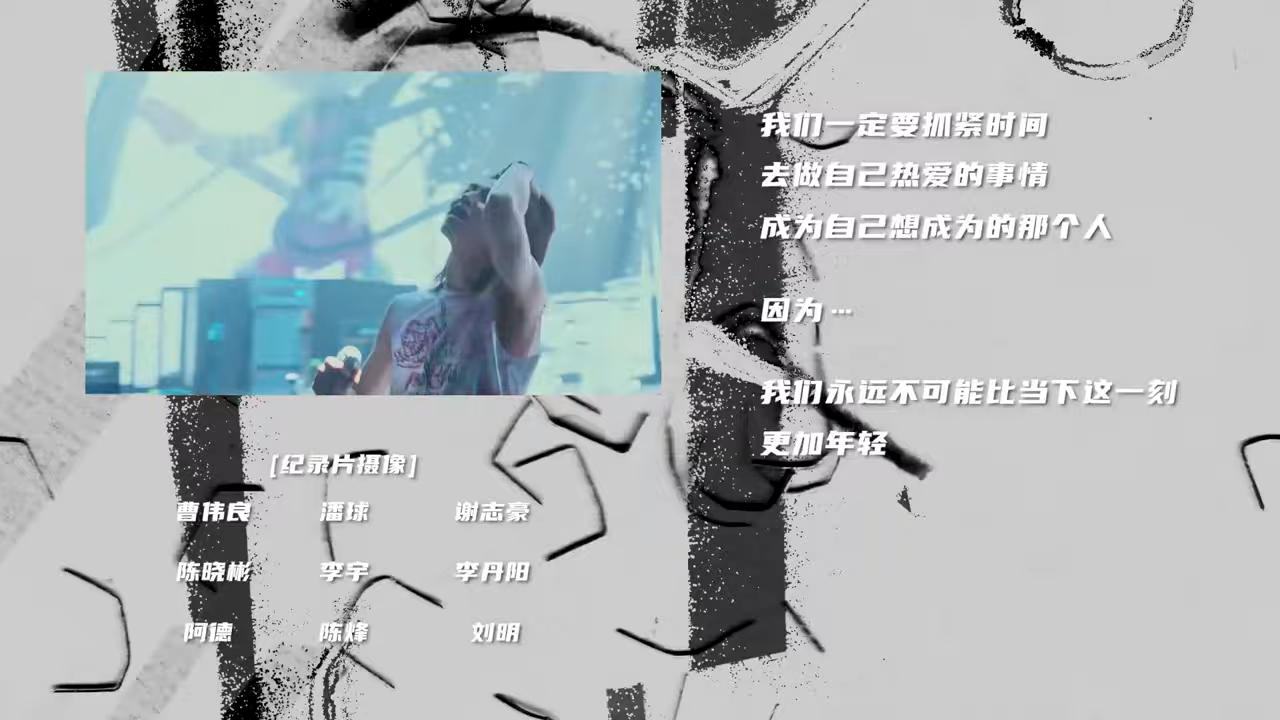 我们一定要抓紧时间
去做自己热爱的事情
成为自己想成为的那个人
因为…
我们永远不可能比当下这一刻
更加年轻
[纪录片摄像]
曹伟良 潘球 谢志豪
陈晓彬 李宇 李丹阳
阿德 陈烽 刘明